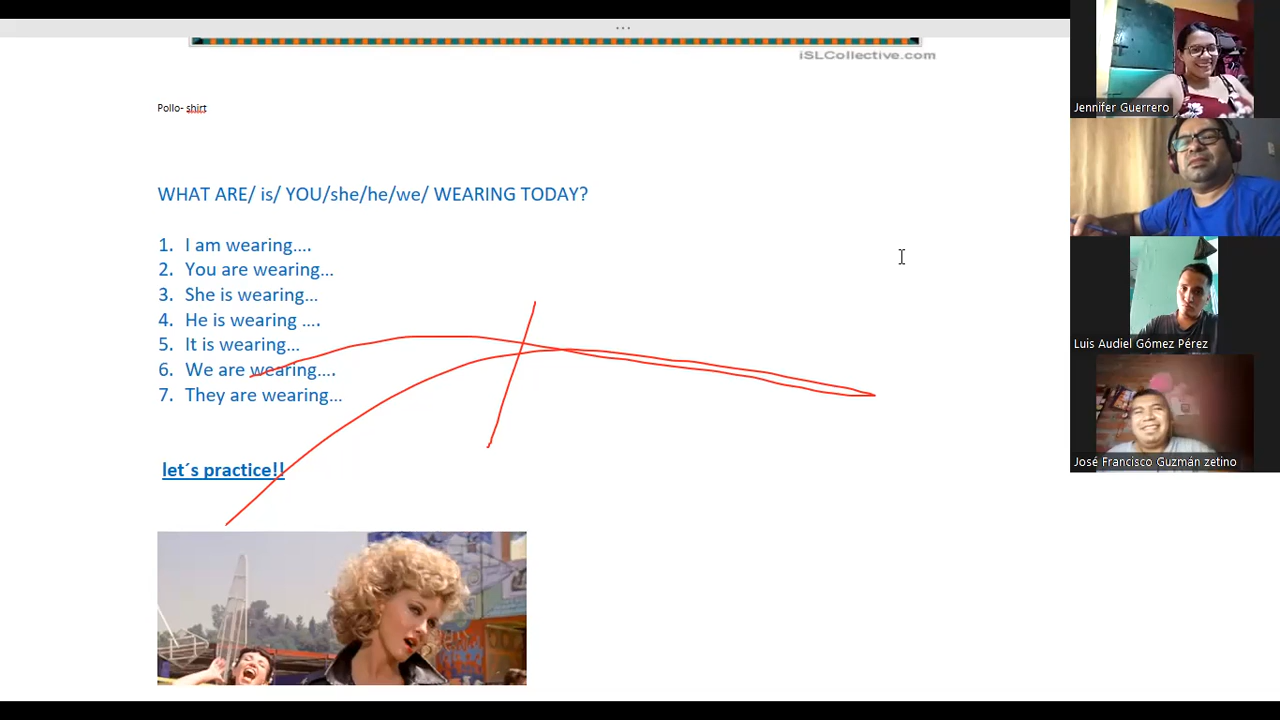 iSLCollective.com
Pollo- shirt
WHAT ARE/ is/ YOU/she/he/we/ WEARING TODAY?
1. I am wearing....
2. You are wearing...
3. She is wearing...
4. He is wearing ....
5. It is wearing...
6. We are wearing....
7. They are wearing...
let´s practice!!
Jennifer Guerrero
Luis Audiel Gómez Pérez
José Francisco Guzmán zetino